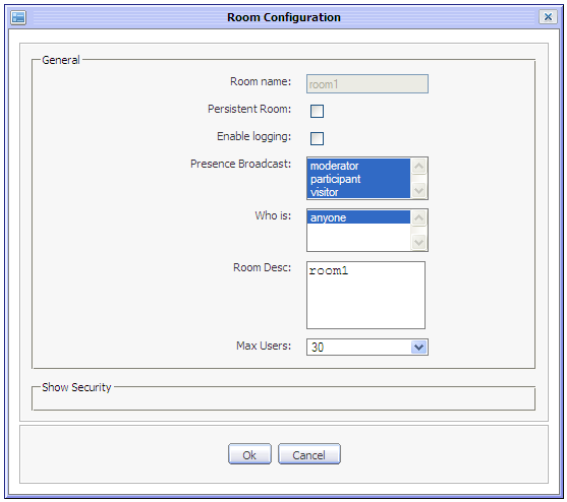 Room Configuration
General
Room name: room1
Persistent Room:
Enable logging:
Presence Broadcast: moderator
participant
visitor
Who is: anyone
Room Desc: room1
Max Users: 30
Show Security
Ok Cancel